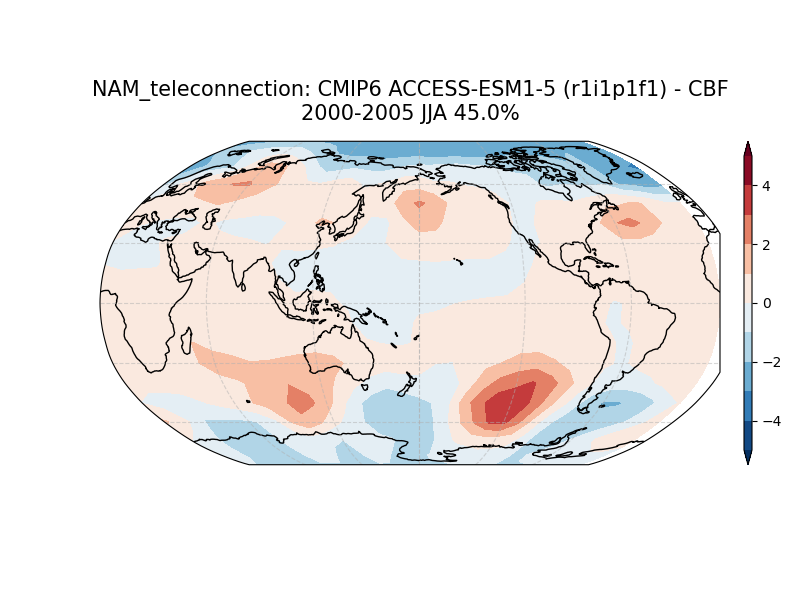 NAM_teleconnection: CMIP6 ACCESS-ESM1-5 (r1i1p1f1) - CBF
2000-2005 JJA 45.0%
4
2
0
−2
−4